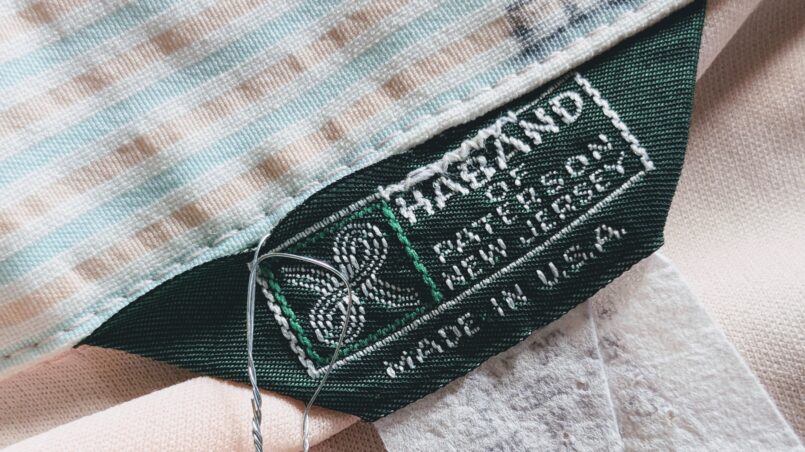 HABAND
OF
PATERSON
NEW JERSEY
MADE IN U.S.A.